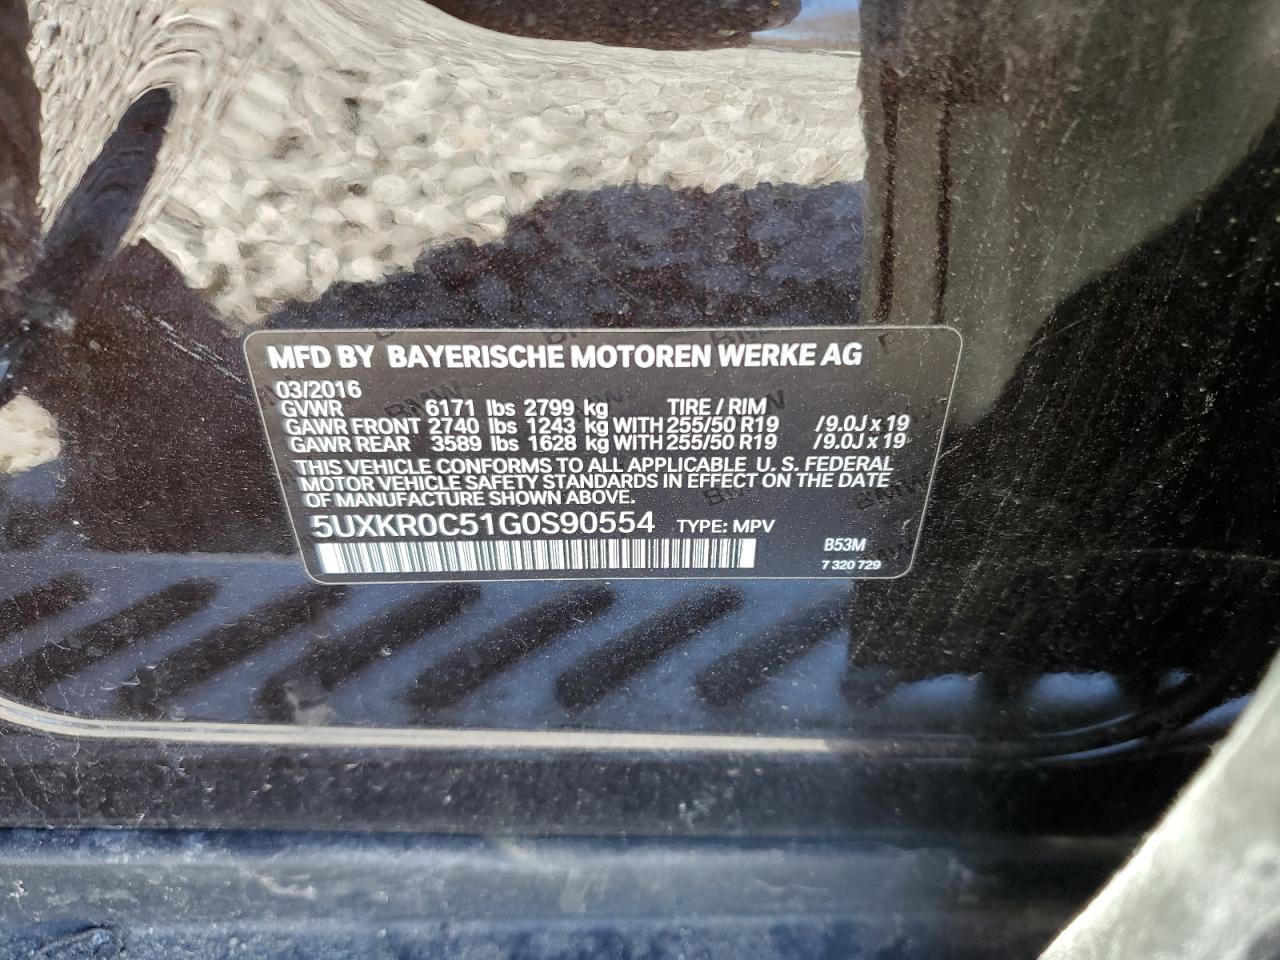 MFD BY BAYERISCHE MOTOREN WERKE AG
03/2016
GVWR 6171 lbs 2799 kg TIRE / RIM
GAWR FRONT 2740 lbs 1243 kg WITH 255/50 R19 /9.0J x 19
GAWR REAR 3589 lbs 1628 kg WITH 255/50 R19 /9.0J x 19
THIS VEHICLE CONFORMS TO ALL APPLICABLE U. S. FEDERAL
MOTOR VEHICLE SAFETY STANDARDS IN EFFECT ON THE DATE
OF MANUFACTURE SHOWN ABOVE.
5UXKR0C51G0S90554 TYPE: MPV
B53M
7 320 729